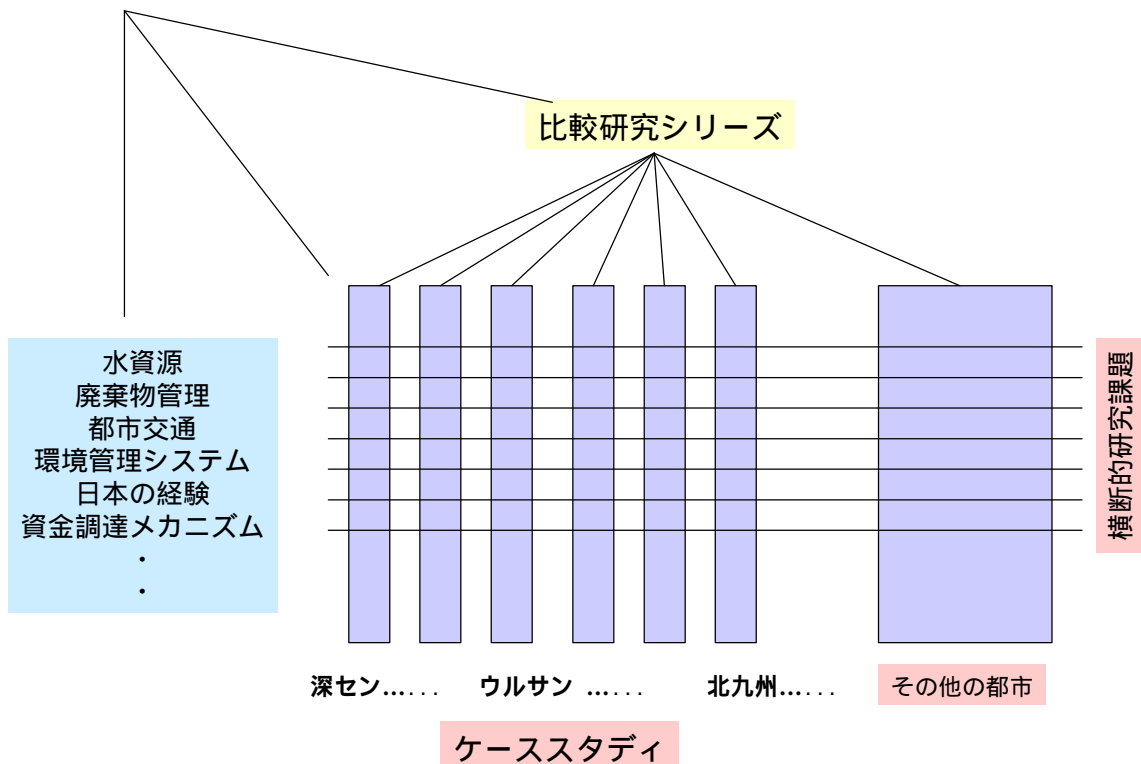 比較研究シリーズ
水資源
廃棄物管理
都市交通
環境管理システム
日本の経験
資金調達メカニズム
・
・
横断的研究課題
深セン...... ウルサン ...... 北九州...... その他の都市
ケーススタディ